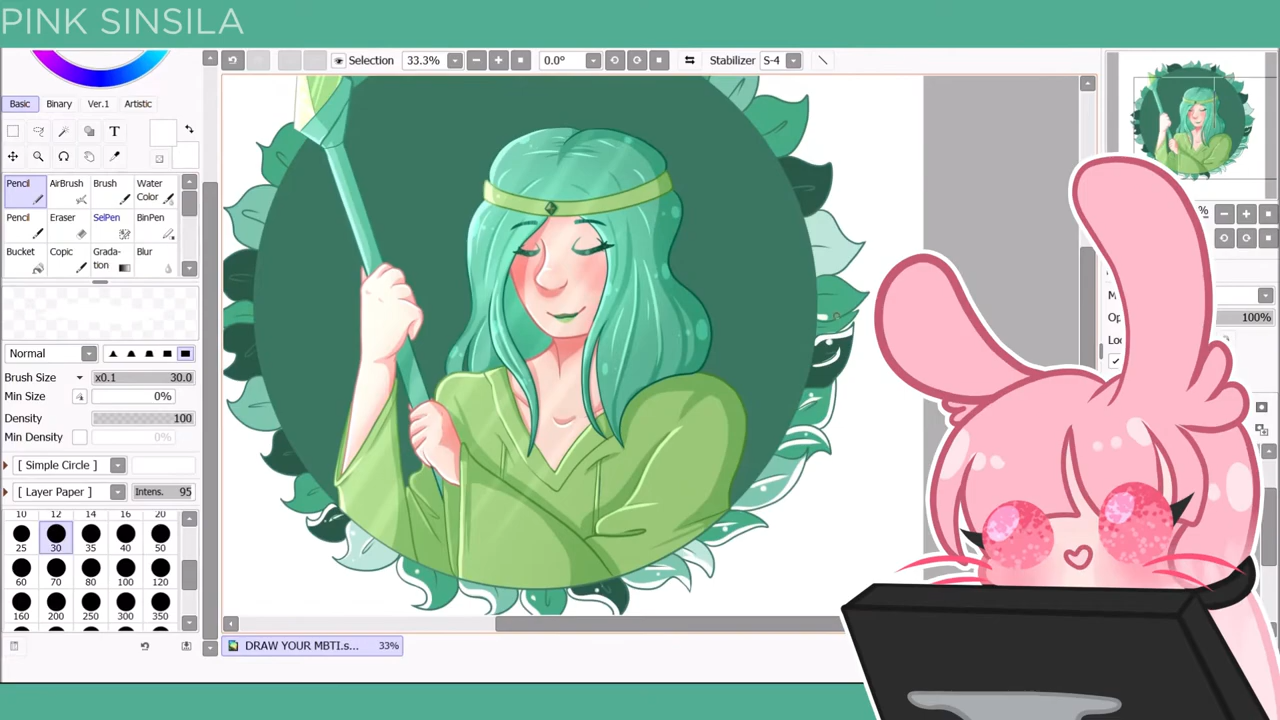 PINK SINSILA
Selection 33.3% 0.0º Stabilizer S-4
Basic Binary Ver.1 Artistic
T
Pencil AirBrush Brush Water Color
Pencil Eraser SelPen BinPen
Bucket Copic Grada-tion Blur
Normal
Brush Size x0.1 30.0
Min Size 0%
Density 100
Min Density 0%
[ Simple Circle ]
[ Layer Paper ] Intens. 95
10 12 14 16 20
25 30 35 40 50
60 70 80 100 120
160 200 250 300 350
DRAW YOUR MBTI.s... 33%
%
100%